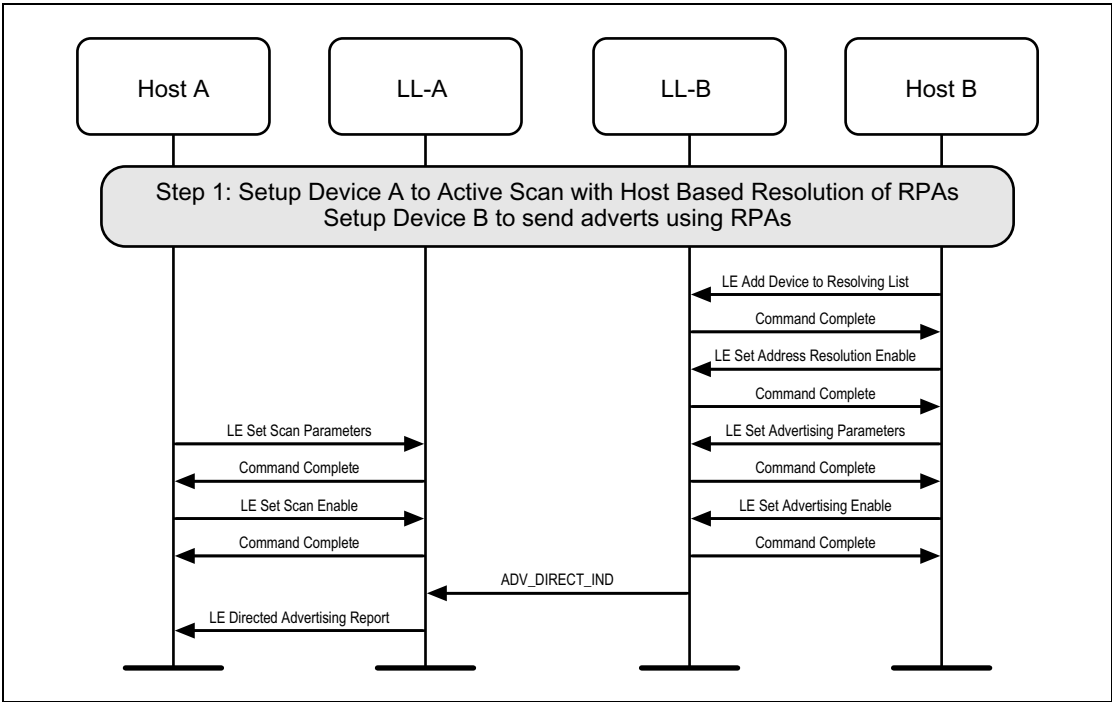 Host A
LL-A
LL-B
Host B
Step 1: Setup Device A to Active Scan with Host Based Resolution of RPAs
Setup Device B to send adverts using RPAs
LE Add Device to Resolving List
Command Complete
LE Set Address Resolution Enable
Command Complete
LE Set Scan Parameters
LE Set Advertising Parameters
Command Complete
Command Complete
LE Set Scan Enable
LE Set Advertising Enable
Command Complete
Command Complete
ADV_DIRECT_IND
LE Directed Advertising Report